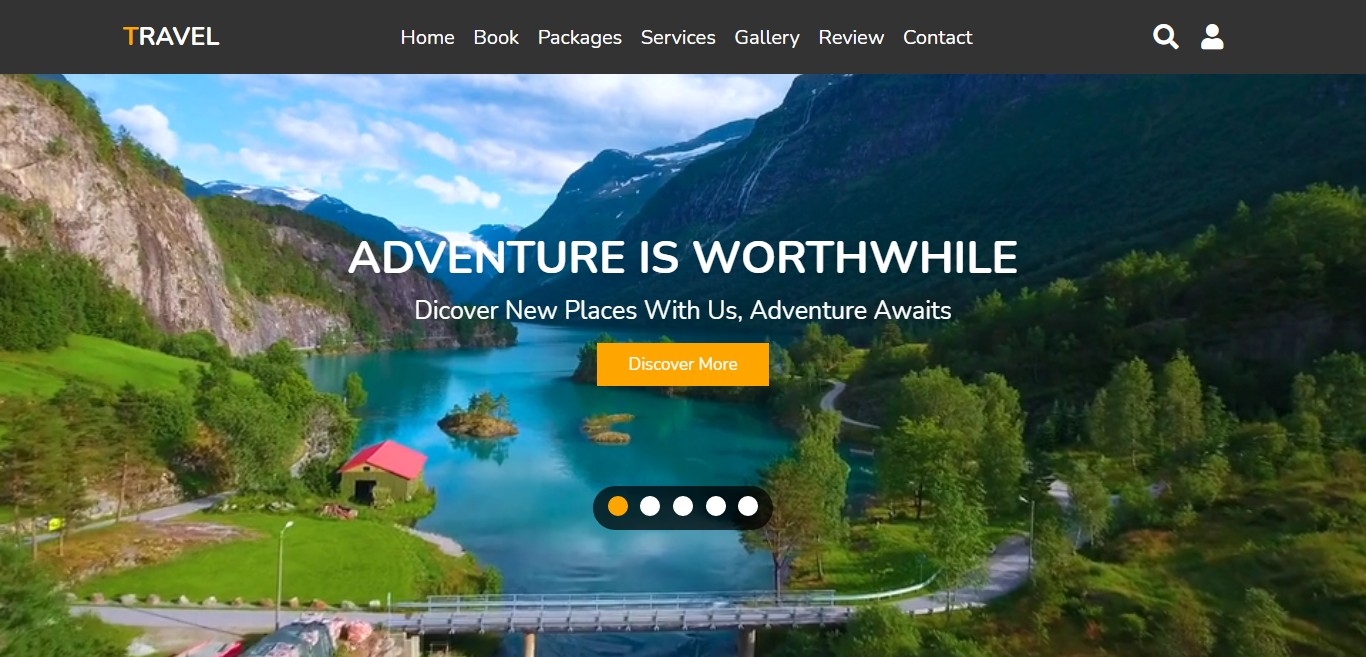 TRAVEL
Home Book Packages Services Gallery Review Contact
ADVENTURE IS WORTHWHILE
Dicover New Places With Us, Adventure Awaits
Discover More